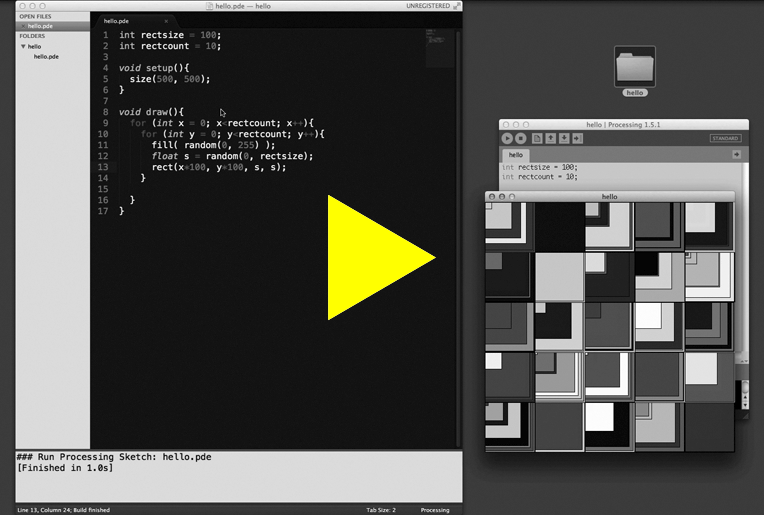 hello.pde — hello
UNREGISTERED
OPEN FILES
hello.pde
FOLDERS
hello
hello.pde
hello.pde
1 int rectsize = 100;
2 int rectcount = 10;
3
4 void setup(){
5 size(500, 500);
6 }
7
8 void draw(){
9 for (int x = 0; x<rectcount; x++){
10 for (int y = 0; y<rectcount; y++){
11 fill( random(0, 255) );
12 float s = random(0, rectsize);
13 rect(x*100, y*100, s, s);
14 }
15
16 }
17 }
### Run Processing Sketch: hello.pde
[Finished in 1.0s]
Line 13, Column 24; Build finished
Tab Size: 2
Processing
hello
hello | Processing 1.5.1
STANDARD
hello
int rectsize = 100;
int rectcount = 10;
hello